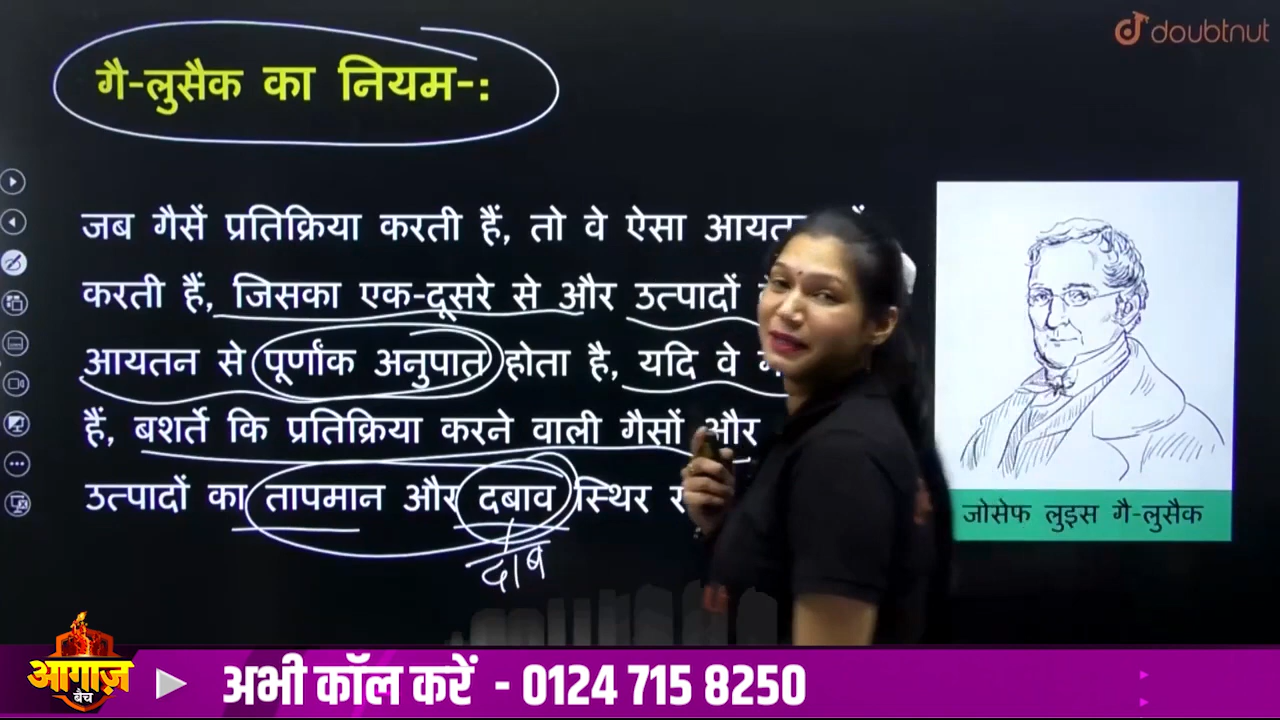 doubtnut
गै-लुसैक का नियम-:
जब गैसें प्रतिक्रिया करती हैं, तो वे ऐसा
करती हैं, जिसका एक-दूसरे से और उत्पादों
आयतन से पूर्णांक अनुपात होता है, यदि वे
हैं, बशर्ते कि प्रतिक्रिया करने वाली गैसों और
उत्पादों का तापमान और दबाव स्थिर
दाब
जोसेफ लुइस गै-लुसैक
आगाज़
बैच
अभी कॉल करें - 0124 715 8250